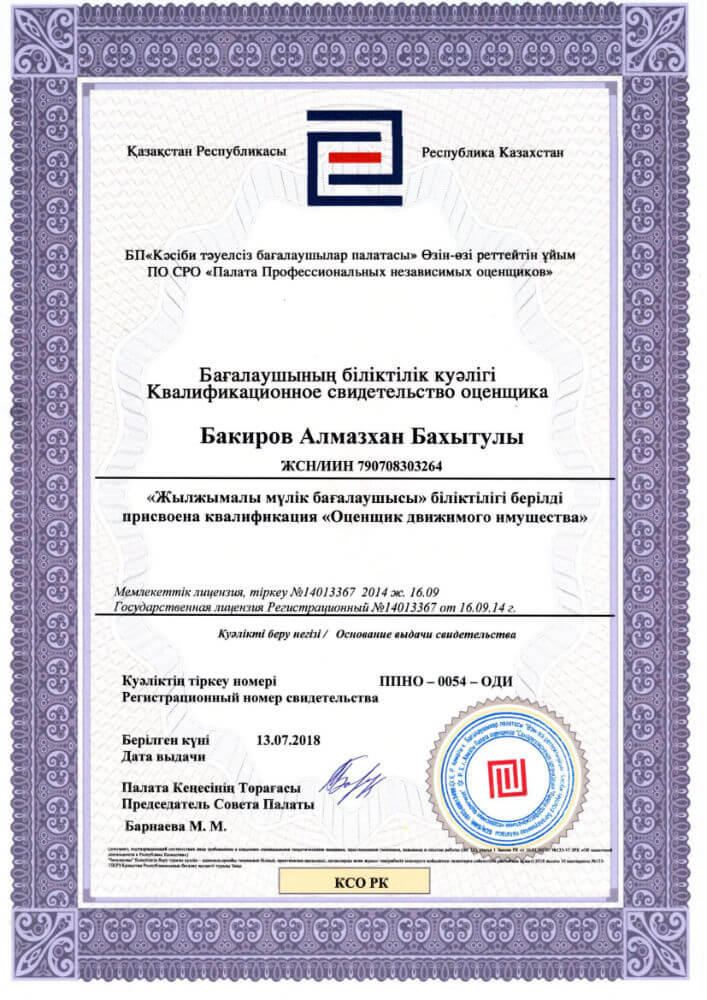 Қазақстан Республикасы
Республика Казахстан
БП«Кәсіби тәуелсіз бағалаушылар палатасы» Өзін-өзі реттейтін ұйым
ПО СРО «Палата Профессиональных независимых оценщиков»
Бағалаушының біліктілік куәлігі
Квалификационное свидетельство оценщика
Бакиров Алмазхан Бахытулы
ЖСН/ИИН 790708303264
«Жылжымалы мүлік бағалаушысы» біліктілігі берілді
присвоена квалификация «Оценщик движимого имущества»
Мемлекеттік лицензия, тіркеу №14013367 2014 ж. 16.09
Государственная лицензия Регистрационный №14013367 от 16.09.14 г.
Куәлікті беру негізі / Основание выдачи свидетельства
Куәліктің тіркеу номері ППНО – 0054 – ОДИ
Регистрационный номер свидетельства
Берілген күні 13.07.2018
Дата выдачи
Палата Кеңесінің Төрағасы
Председатель Совета Палаты
Барнаева М. М.
КСО РК